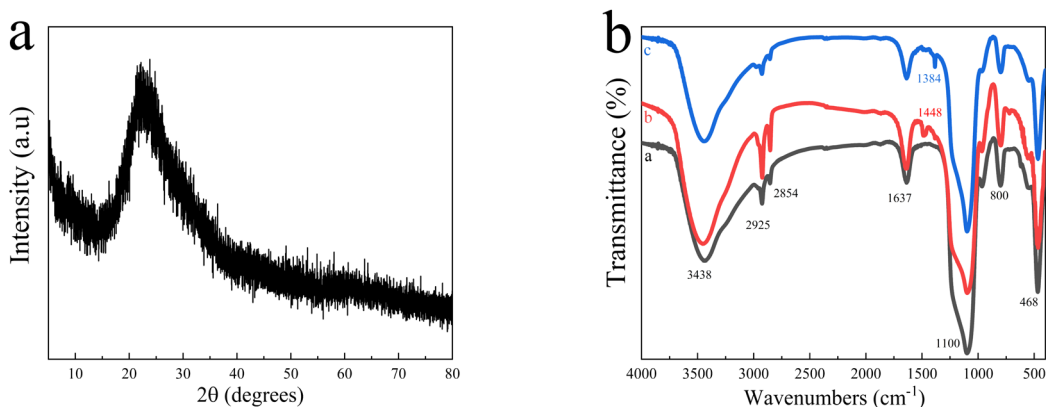 a
Intensity (a.u)
10 20 30 40 50 60 70 80
2θ (degrees)
b
Transmittance (%)
c
b
a
1384
1448
2854
2925
1637
800
3438
468
1100
4000 3500 3000 2500 2000 1500 1000 500
Wavenumbers (cm⁻¹)